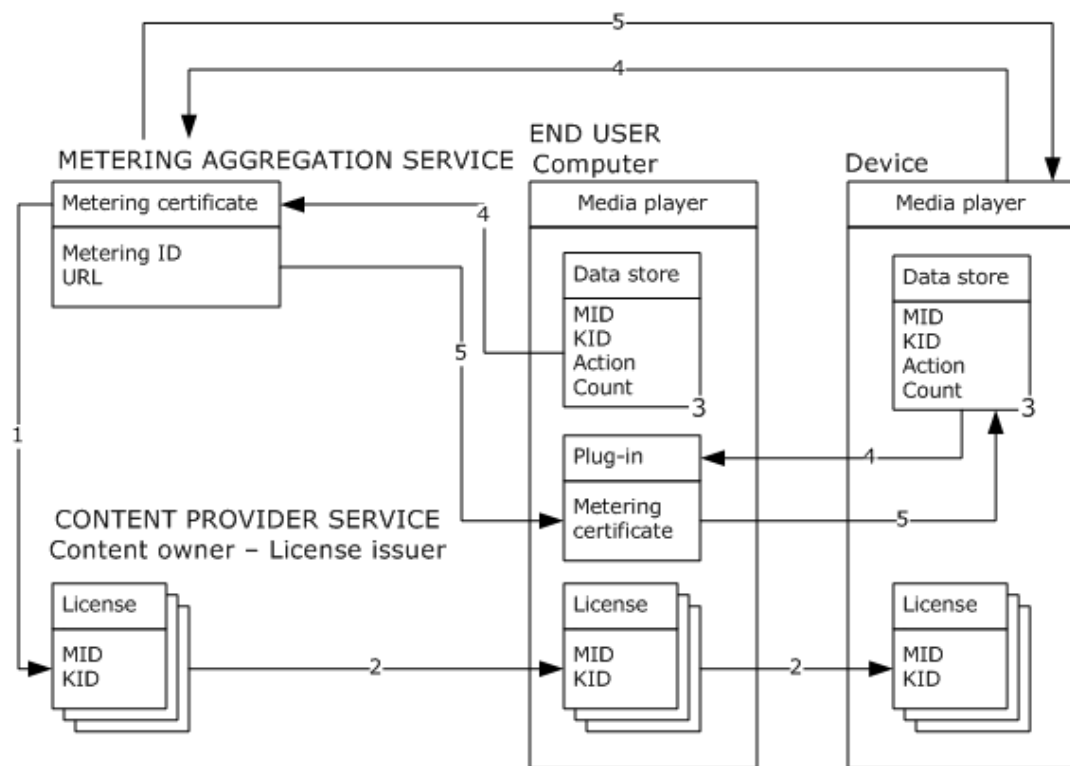 5
4
END USER
METERING AGGREGATION SERVICE
Computer
Device
Metering certificate
Metering ID
URL
4
5
1
Media player
Data store
MID
KID
Action
Count
3
Plug-in
Metering
certificate
Media player
Data store
MID
KID
Action
Count
3
4
5
CONTENT PROVIDER SERVICE
Content owner – License issuer
License
MID
KID
2
License
MID
KID
2
License
MID
KID